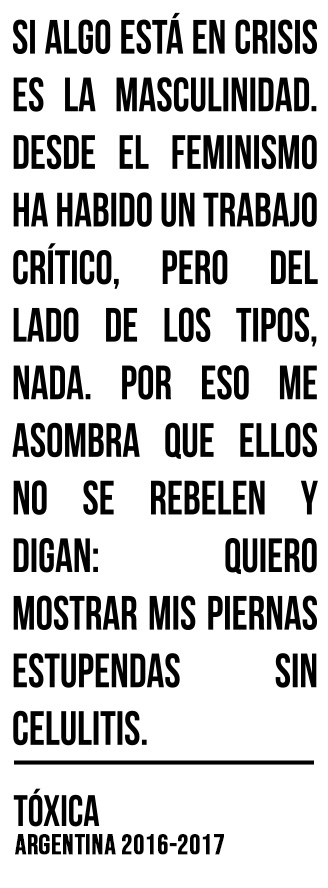 SI ALGO ESTÁ EN CRISIS
ES LA MASCULINIDAD.
DESDE EL FEMINISMO
HA HABIDO UN TRABAJO
CRÍTICO, PERO DEL
LADO DE LOS TIPOS,
NADA. POR ESO ME
ASOMBRA QUE ELLOS
NO SE REBELEN Y
DIGAN: QUIERO
MOSTRAR MIS PIERNAS
ESTUPENDAS SIN
CELULITIS.
TÓXICA
ARGENTINA 2016-2017